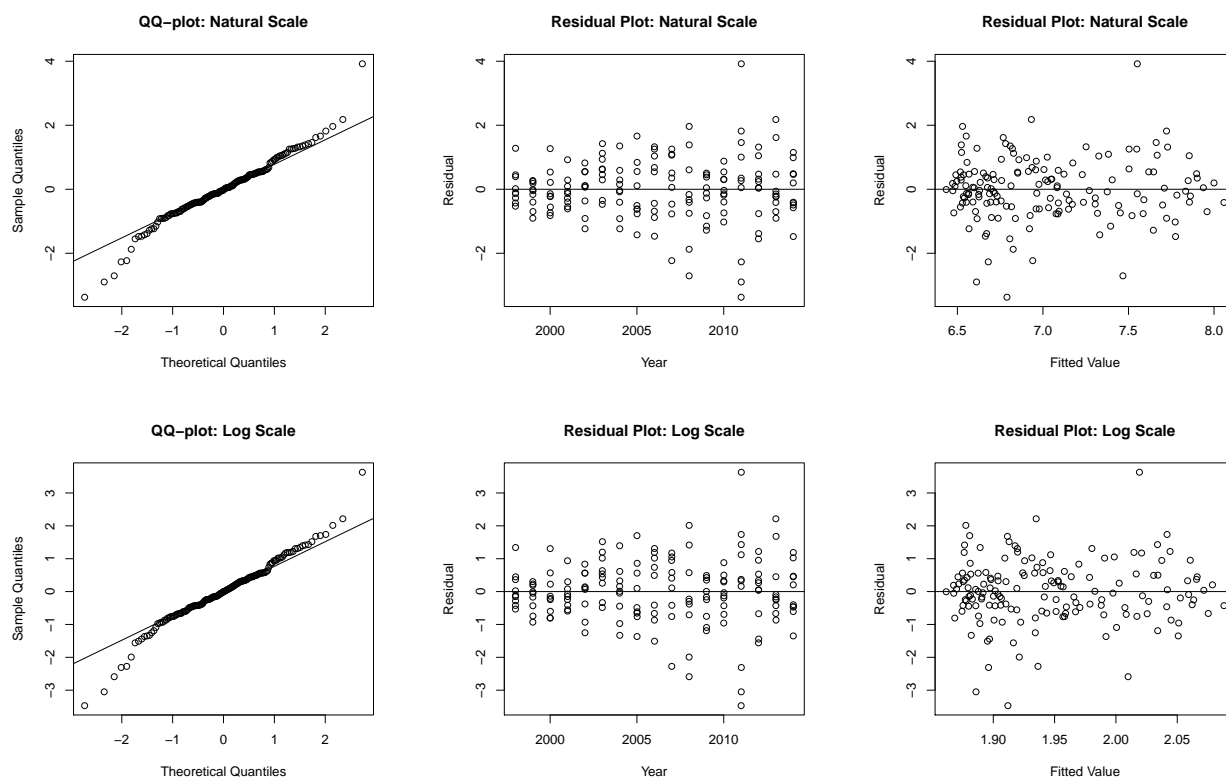 QQ−plot: Natural Scale
Sample Quantiles
4
2
0
−2
−2 −1 0 1 2
Theoretical Quantiles
Residual Plot: Natural Scale
Residual
4
2
0
−2
2000 2005 2010
Year
Residual Plot: Natural Scale
Residual
4
2
0
−2
6.5 7.0 7.5 8.0
Fitted Value
QQ−plot: Log Scale
Sample Quantiles
3
2
1
0
−1
−2
−3
−2 −1 0 1 2
Theoretical Quantiles
Residual Plot: Log Scale
Residual
3
2
1
0
−1
−2
−3
2000 2005 2010
Year
Residual Plot: Log Scale
Residual
3
2
1
0
−1
−2
−3
1.90 1.95 2.00 2.05
Fitted Value